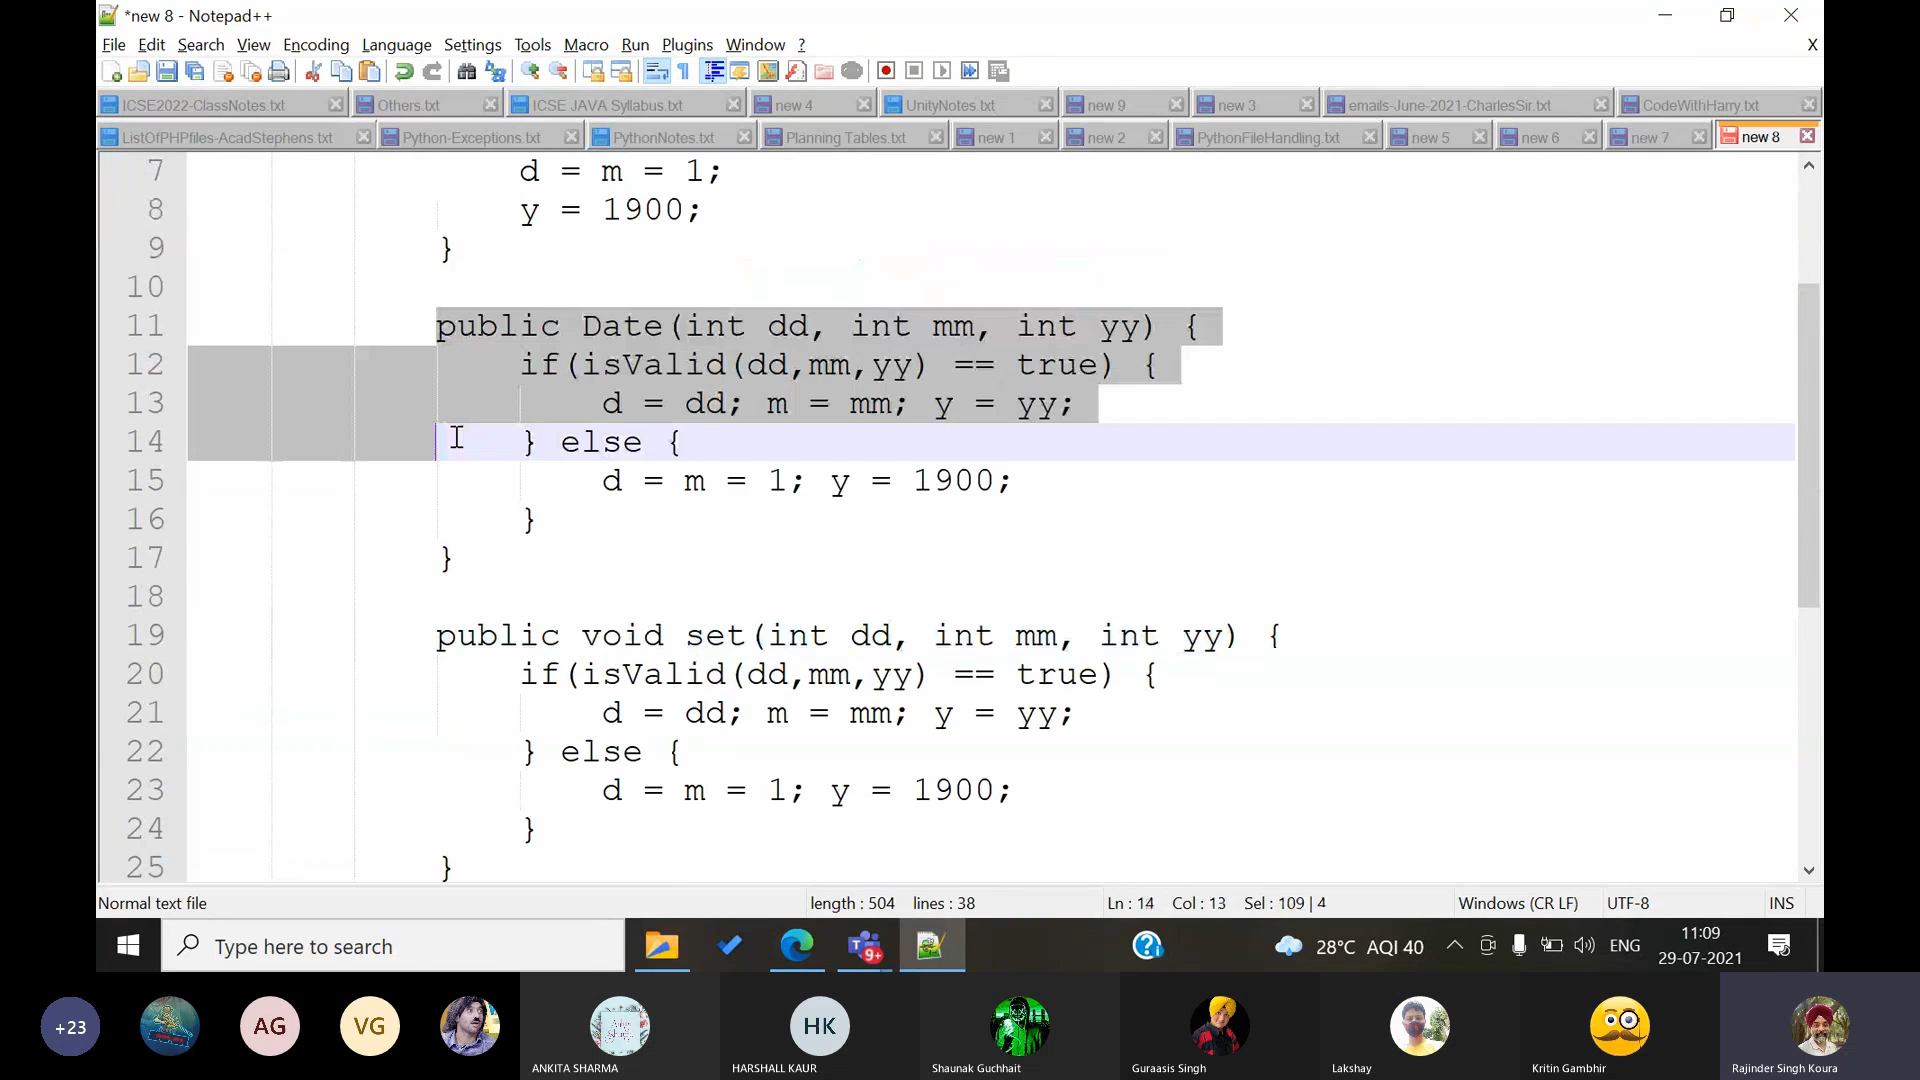 *new 8 - Notepad++
File Edit Search View Encoding Language Settings Tools Macro Run Plugins Window ? X
ICSE2022-ClassNotes.txt Others.txt ICSE JAVA Syllabus.txt new 4 UnityNotes.txt new 9 new 3 emails-June-2021-CharlesSir.txt CodeWithHarry.txt
ListOfPHPfiles-AcadStephens.txt Python-Exceptions.txt PythonNotes.txt Planning Tables.txt new 1 new 2 PythonFileHandling.txt new 5 new 6 new 7 new 8
7 d = m = 1;
8 y = 1900;
9 }
10
11 public Date(int dd, int mm, int yy) {
12 if(isValid(dd,mm,yy) == true) {
13 d = dd; m = mm; y = yy;
14 } else {
15 d = m = 1; y = 1900;
16 }
17 }
18
19 public void set(int dd, int mm, int yy) {
20 if(isValid(dd,mm,yy) == true) {
21 d = dd; m = mm; y = yy;
22 } else {
23 d = m = 1; y = 1900;
24 }
25 }
Normal text file length : 504 lines : 38 Ln : 14 Col : 13 Sel : 109 | 4 Windows (CR LF) UTF-8 INS
Type here to search 9+ 28°C AQI 40 ENG 11:09
29-07-2021
+23 AG VG HK
ANKITA SHARMA HARSHALL KAUR Shaunak Guchhait Guraasis Singh Lakshay Kritin Gambhir Rajinder Singh Koura